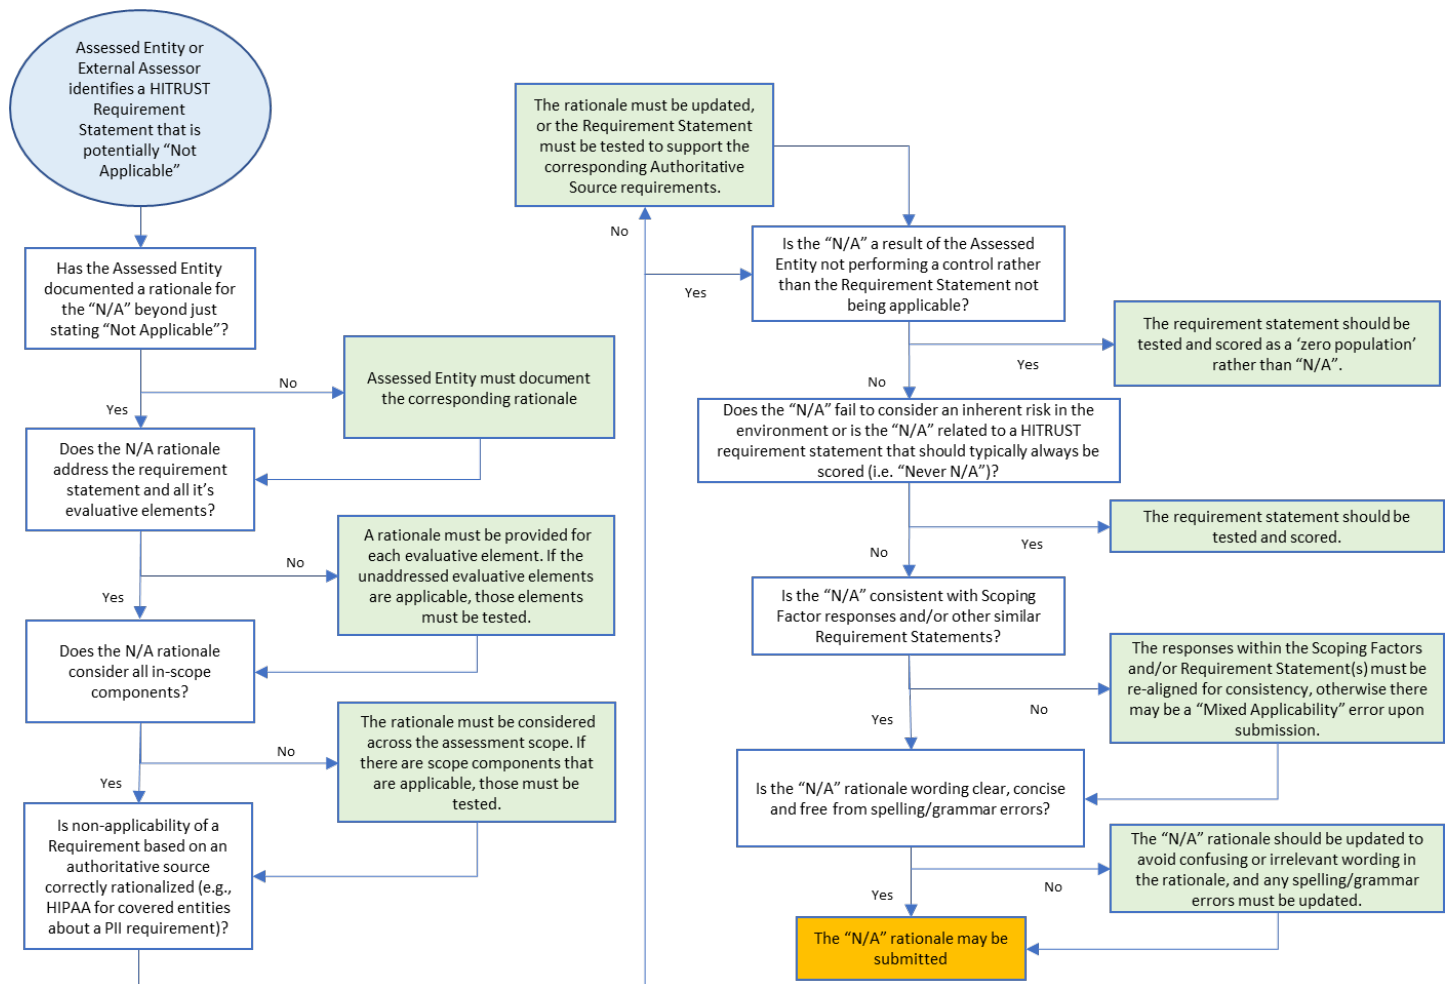 Assessed Entity or
External Assessor
identifies a HITRUST
Requirement
Statement that is
potentially “Not
Applicable”
Has the Assessed Entity
documented a rationale for
the “N/A” beyond just
stating “Not Applicable”?
No
Assessed Entity must document
the corresponding rationale
Yes
Does the N/A rationale
address the requirement
statement and all it’s
evaluative elements?
No
A rationale must be provided for
each evaluative element. If the
unaddressed evaluative elements
are applicable, those elements
must be tested.
Yes
Does the N/A rationale
consider all in-scope
components?
No
The rationale must be considered
across the assessment scope. If
there are scope components that
are applicable, those must be
tested.
Yes
Is non-applicability of a
Requirement based on an
authoritative source
correctly rationalized (e.g.,
HIPAA for covered entities
about a PII requirement)?
No
The rationale must be updated,
or the Requirement Statement
must be tested to support the
corresponding Authoritative
Source requirements.
Yes
Is the “N/A” a result of the Assessed
Entity not performing a control rather
than the Requirement Statement not
being applicable?
Yes
The requirement statement should be
tested and scored as a ‘zero population’
rather than “N/A”.
No
Does the “N/A” fail to consider an inherent risk in the
environment or is the “N/A” related to a HITRUST
requirement statement that should typically always be
scored (i.e. “Never N/A”)?
Yes
The requirement statement should be
tested and scored.
No
Is the “N/A” consistent with Scoping
Factor responses and/or other similar
Requirement Statements?
No
The responses within the Scoping Factors
and/or Requirement Statement(s) must be
re-aligned for consistency, otherwise there
may be a “Mixed Applicability” error upon
submission.
Yes
Is the “N/A” rationale wording clear, concise
and free from spelling/grammar errors?
No
The “N/A” rationale should be updated to
avoid confusing or irrelevant wording in
the rationale, and any spelling/grammar
errors must be updated.
Yes
The “N/A” rationale may be
submitted